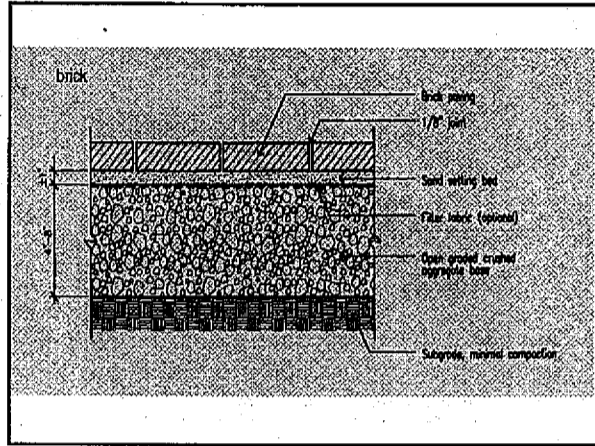 brick
Brick paving
1/8" joint
Sand setting bed
Filter fabric (optional)
Open graded crushed
aggregate base
Subgrade, minimal compaction